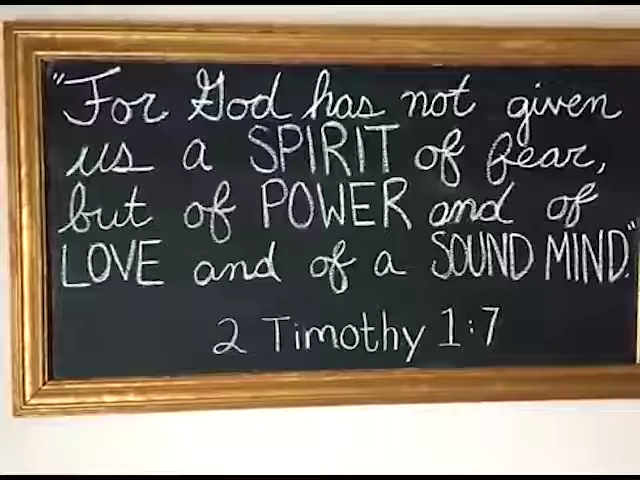 "For God has not given
us a SPIRIT of fear,
but of POWER and of
LOVE and of a SOUND MIND."
2 Timothy 1:7